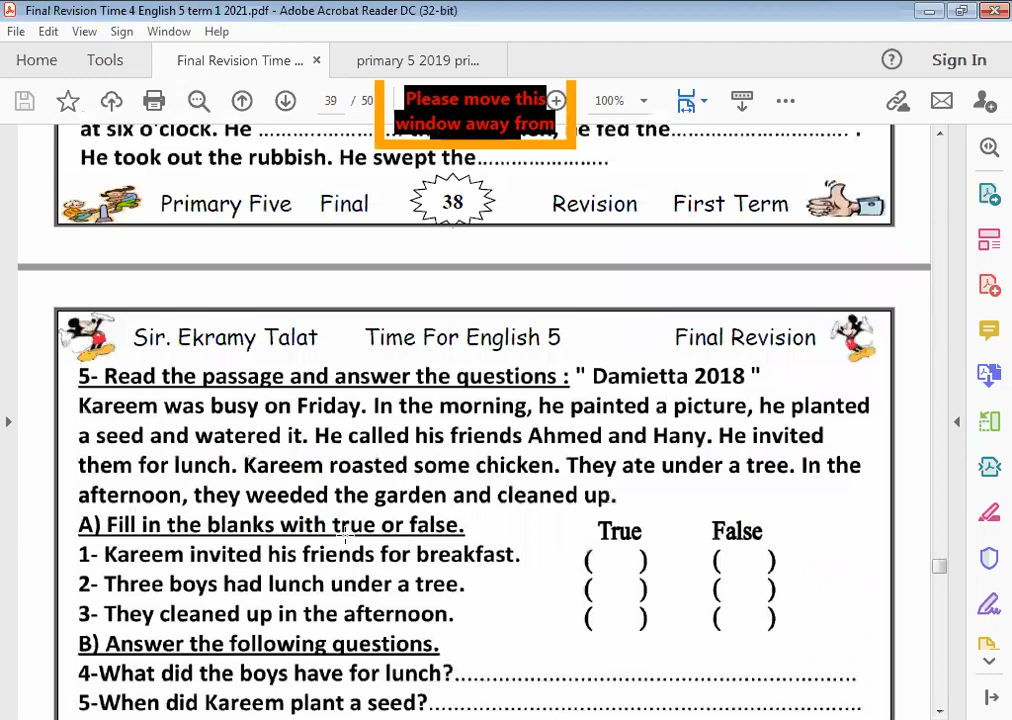 Final Revision Time 4 English 5 term 1 2021.pdf - Adobe Acrobat Reader DC (32-bit)
File Edit View Sign Window Help
Home Tools Final Revision Time ... × primary 5 2019 pri... ? Sign In
39 / 50 100%
Please move this
window away from
at six o'clock. He ........................ he fed the.............................. .
He took out the rubbish. He swept the........................
Primary Five Final 38 Revision First Term
Sir. Ekramy Talat Time For English 5 Final Revision
5- Read the passage and answer the questions : " Damietta 2018 "
Kareem was busy on Friday. In the morning, he painted a picture, he planted
a seed and watered it. He called his friends Ahmed and Hany. He invited
them for lunch. Kareem roasted some chicken. They ate under a tree. In the
afternoon, they weeded the garden and cleaned up.
A) Fill in the blanks with true or false. True False
1- Kareem invited his friends for breakfast. ( ) ( )
2- Three boys had lunch under a tree. ( ) ( )
3- They cleaned up in the afternoon. ( ) ( )
B) Answer the following questions.
4-What did the boys have for lunch?..............................................................
5-When did Kareem plant a seed?..................................................................